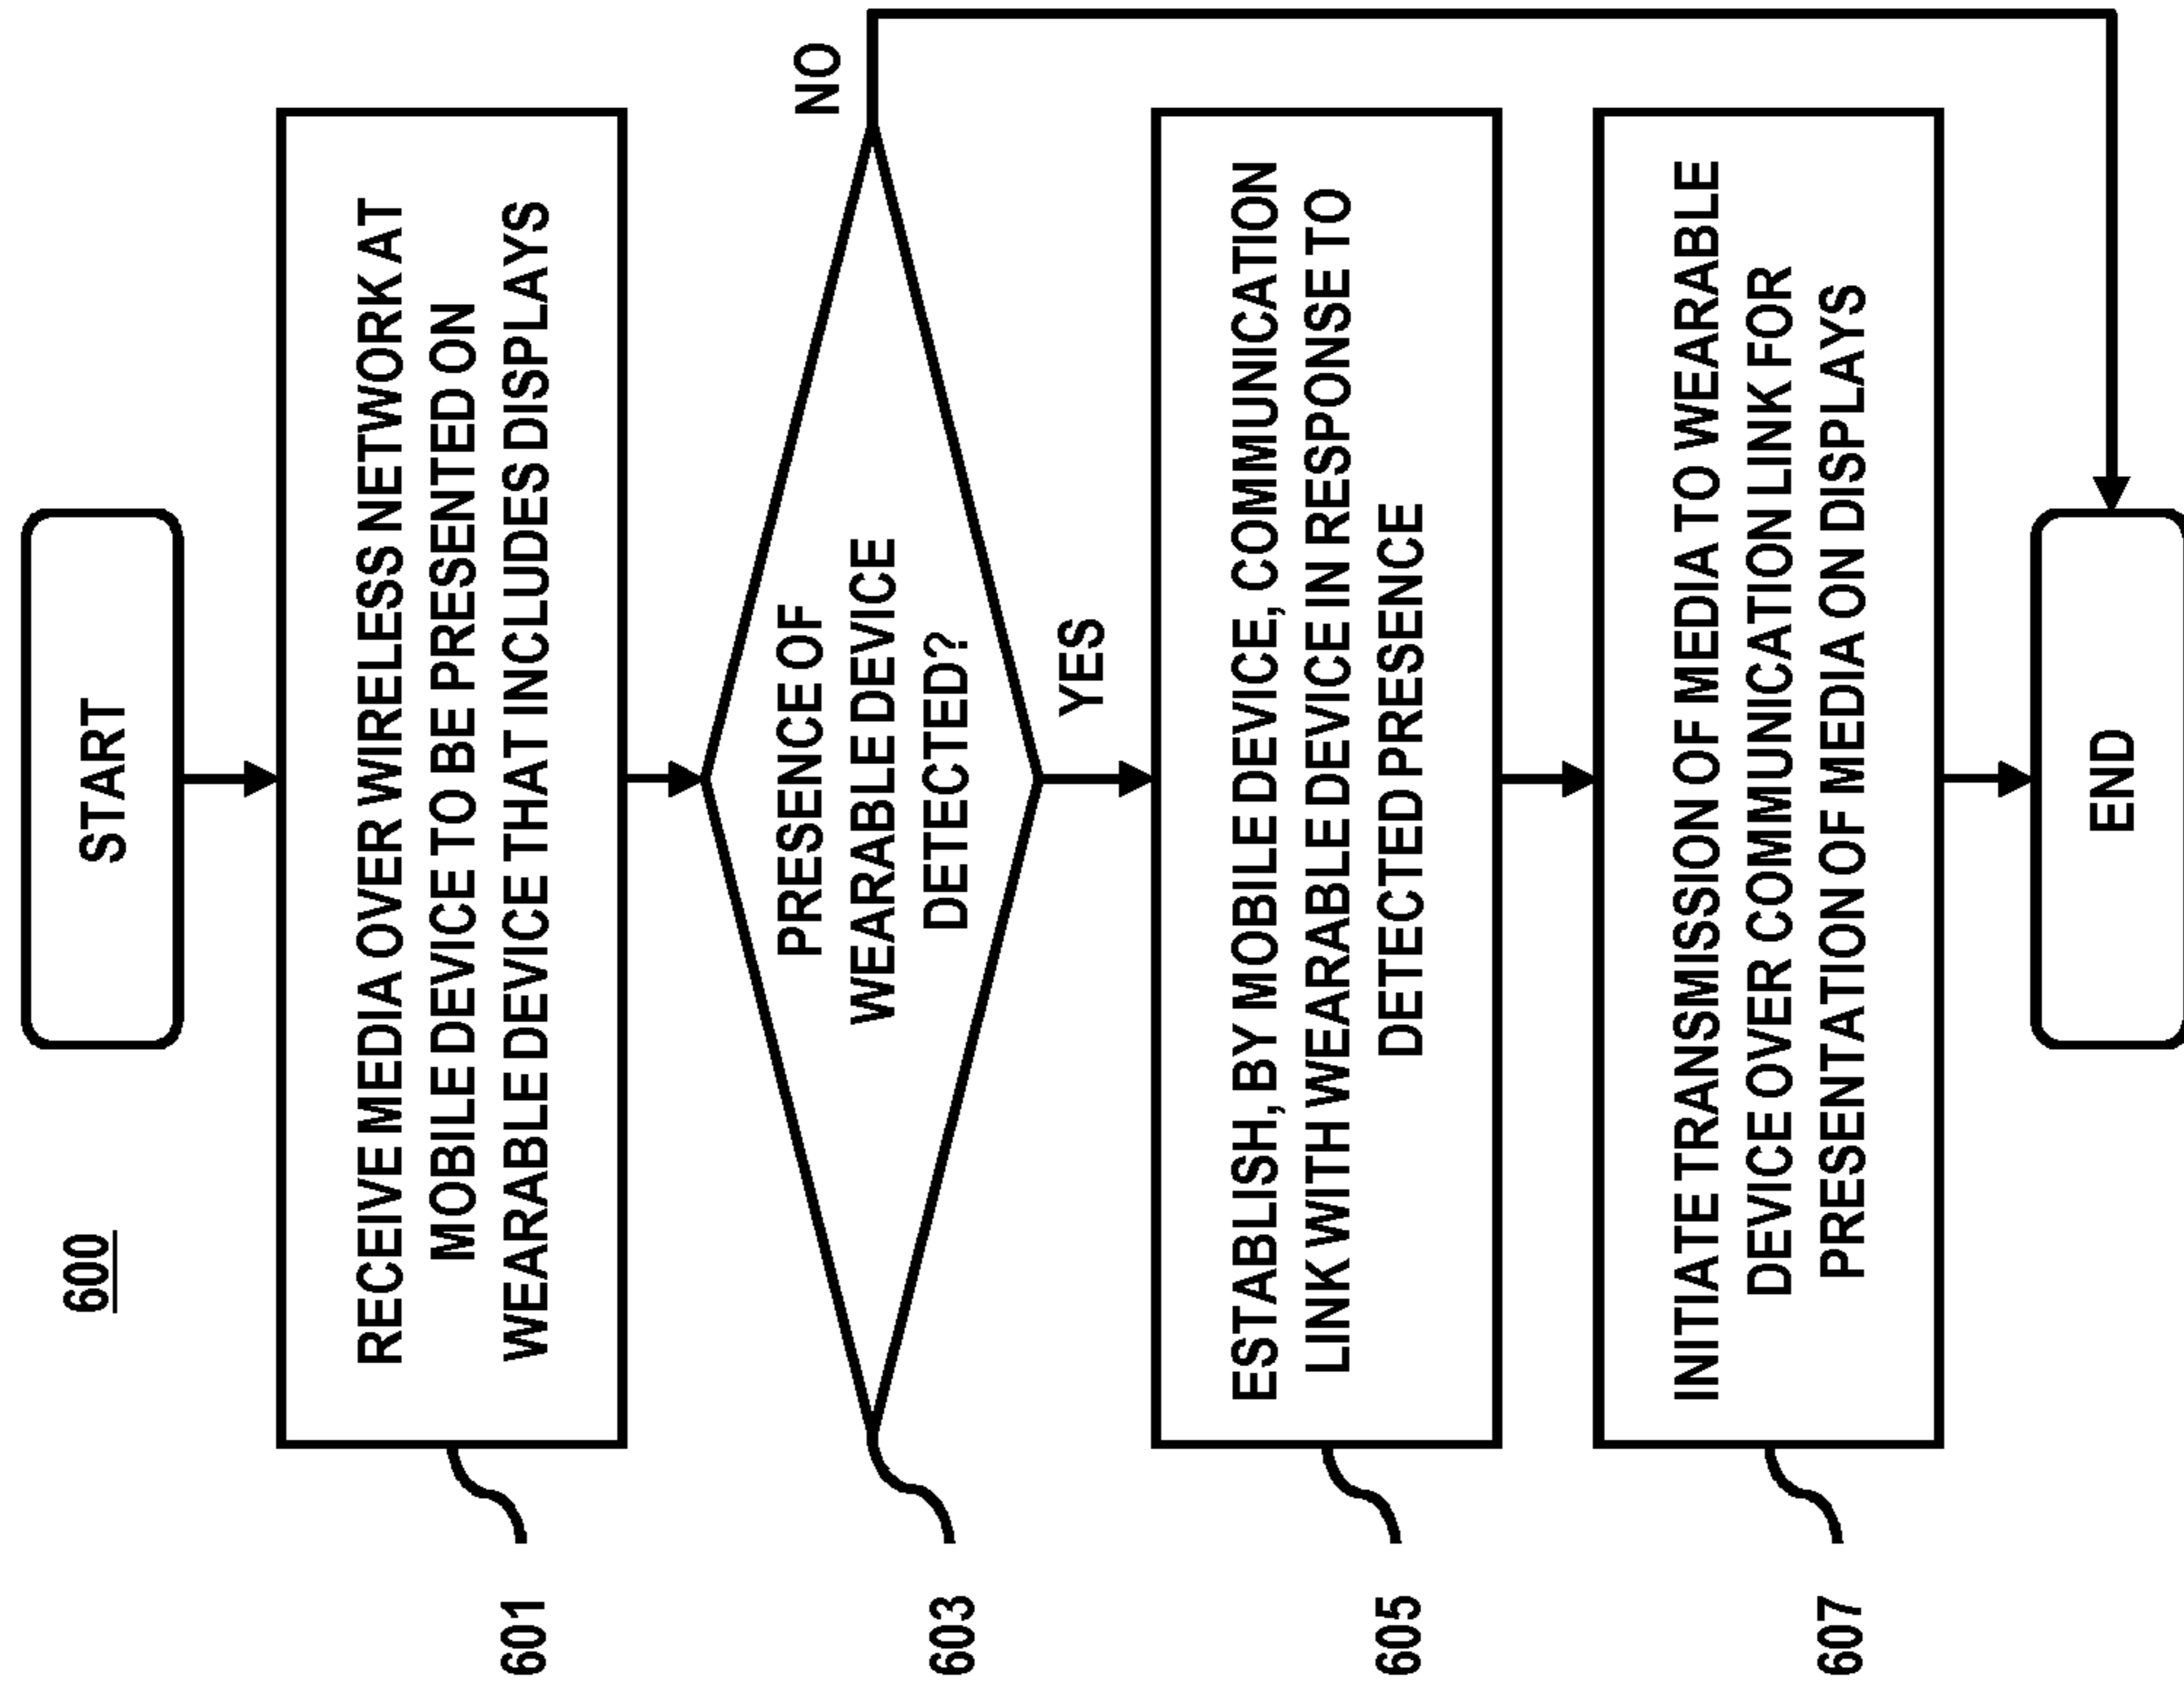 600
START
RECEIVE MEDIA OVER WIRELESS NETWORK AT
MOBILE DEVICE TO BE PRESENTED ON
WEARABLE DEVICE THAT INCLUDES DISPLAYS
601
PRESENCE OF
WEARABLE DEVICE
DETECTED?
603
NO
YES
ESTABLISH, BY MOBILE DEVICE, COMMUNICATION
LINK WITH WEARABLE DEVICE IN RESPONSE TO
DETECTED PRESENCE
605
INITIATE TRANSMISSION OF MEDIA TO WEARABLE
DEVICE OVER COMMUNICATION LINK FOR
PRESENTATION OF MEDIA ON DISPLAYS
607
END